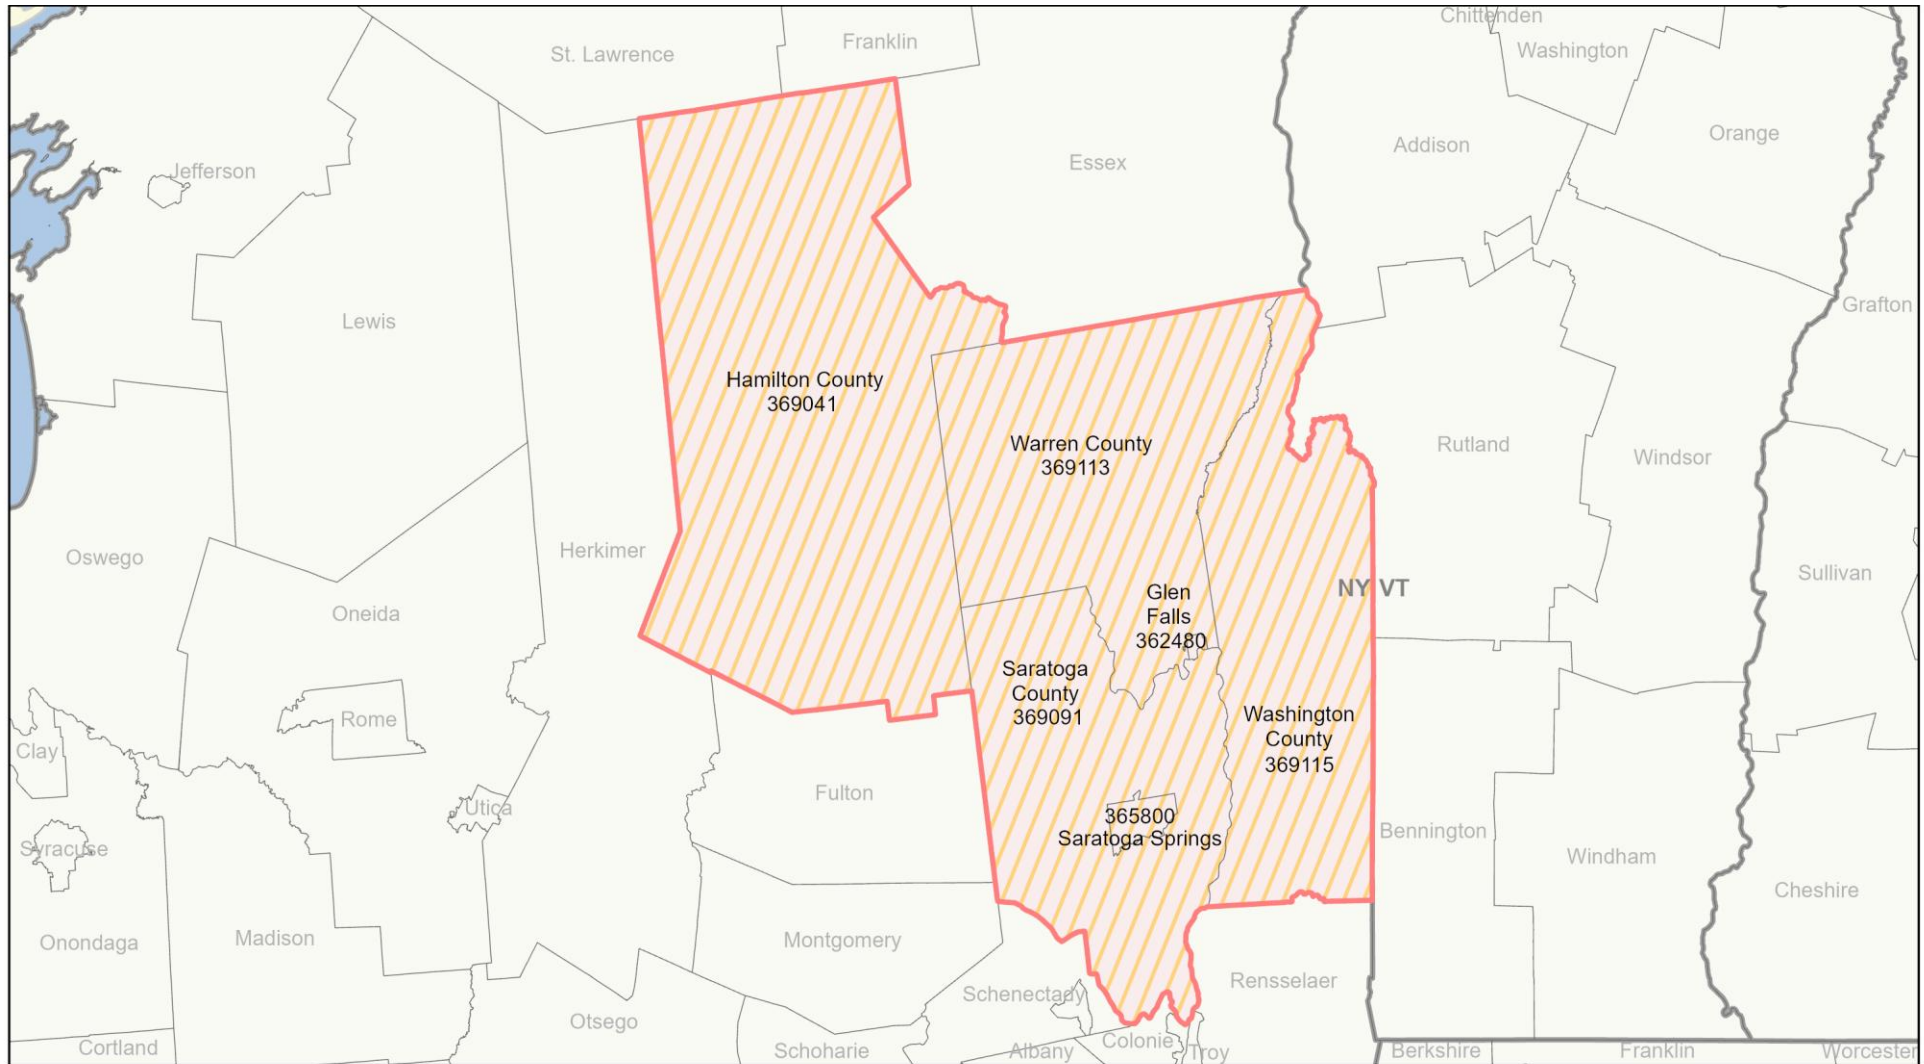 Chittenden
Franklin
Washington
St. Lawrence
Orange
Addison
Essex
Jefferson
Grafton
Lewis
Hamilton County
369041
Warren County
369113
Rutland
Windsor
Herkimer
Oswego
Sullivan
NY VT
Oneida
Glen
Falls
362480
Saratoga
County
369091
Washington
County
369115
Rome
Clay
Fulton
Utica
365800
Saratoga Springs
Bennington
Syracuse
Windham
Cheshire
Onondaga
Madison
Montgomery
Rensselaer
Schenectady
Otsego
Colonie
Cortland
Schoharie
Albany
Troy
Berkshire
Franklin
Worcester